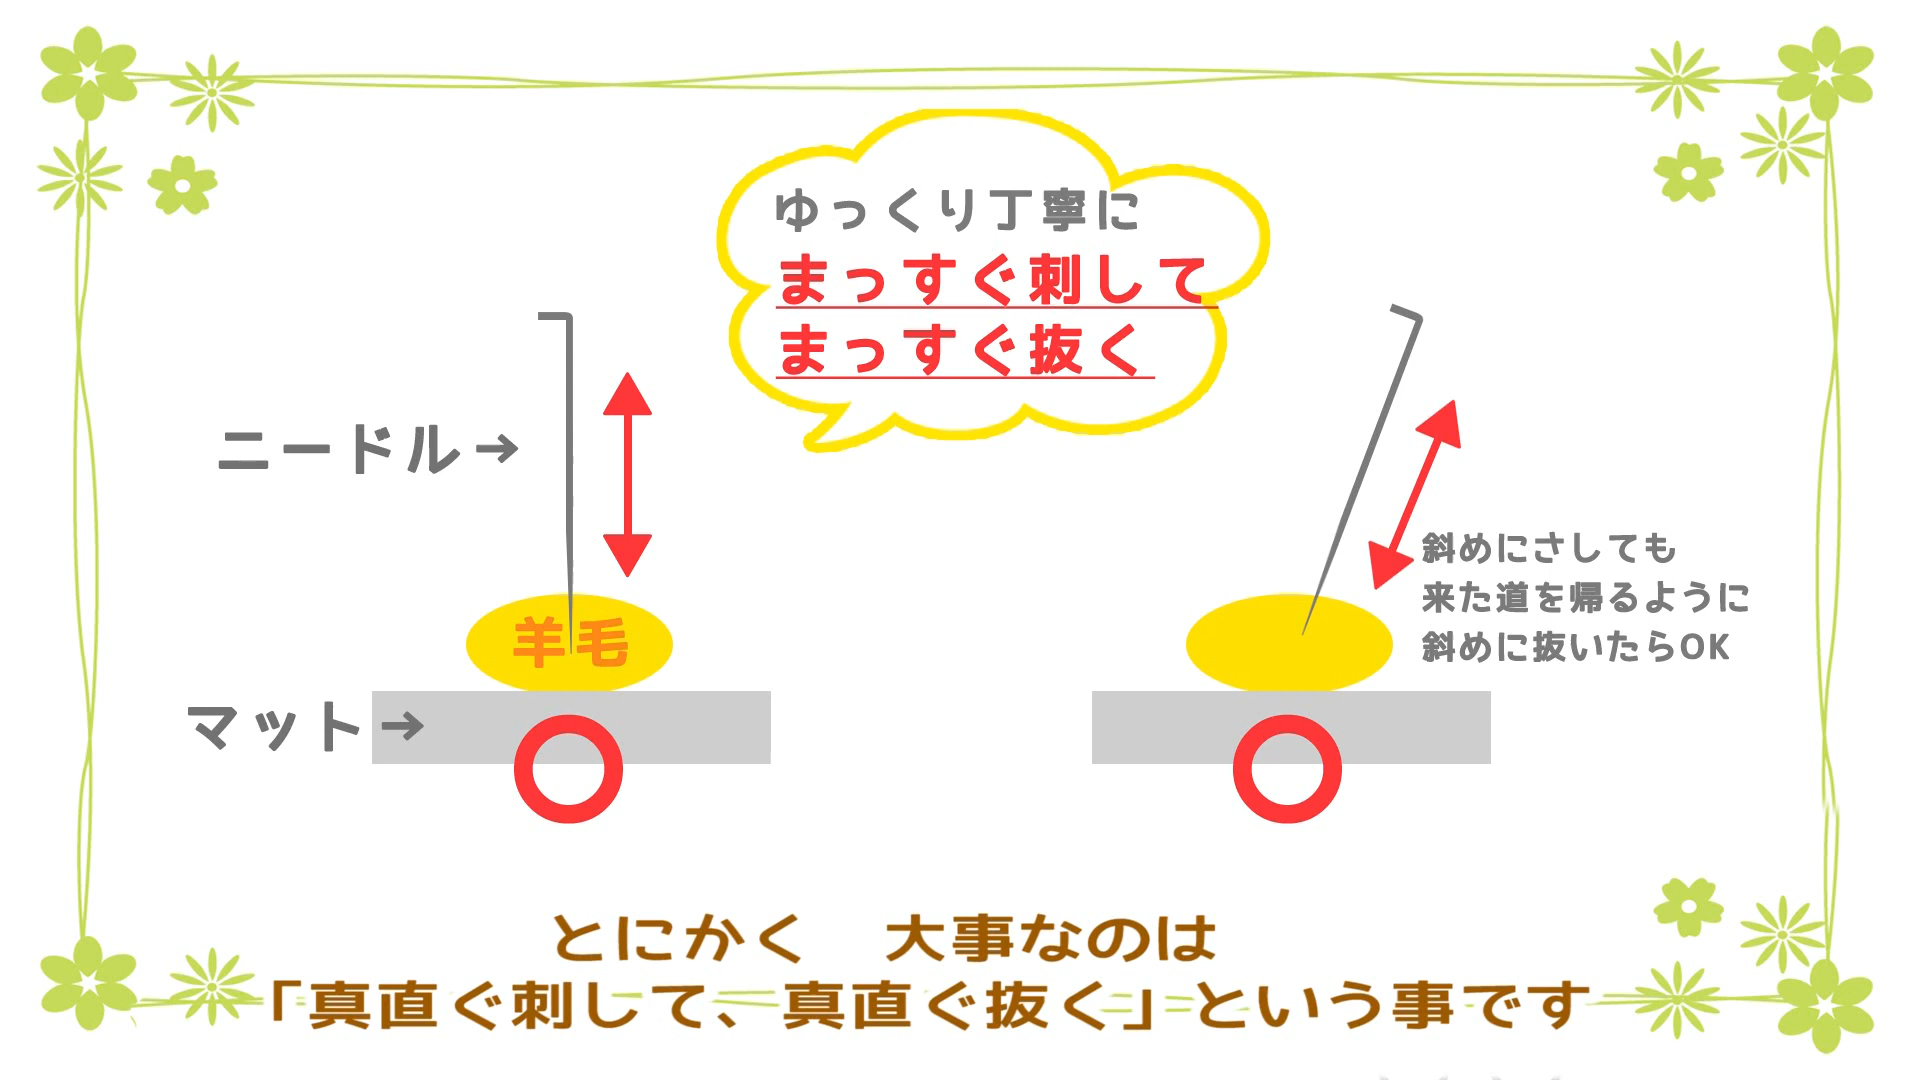 ゆっくり丁寧に
まっすぐ刺して
まっすぐ抜く
ニードル→
羊毛
マット→
斜めにさしても
来た道を帰るように
斜めに抜いたらOK
とにかく 大事なのは
「真直ぐ刺して、真直ぐ抜く」という事です